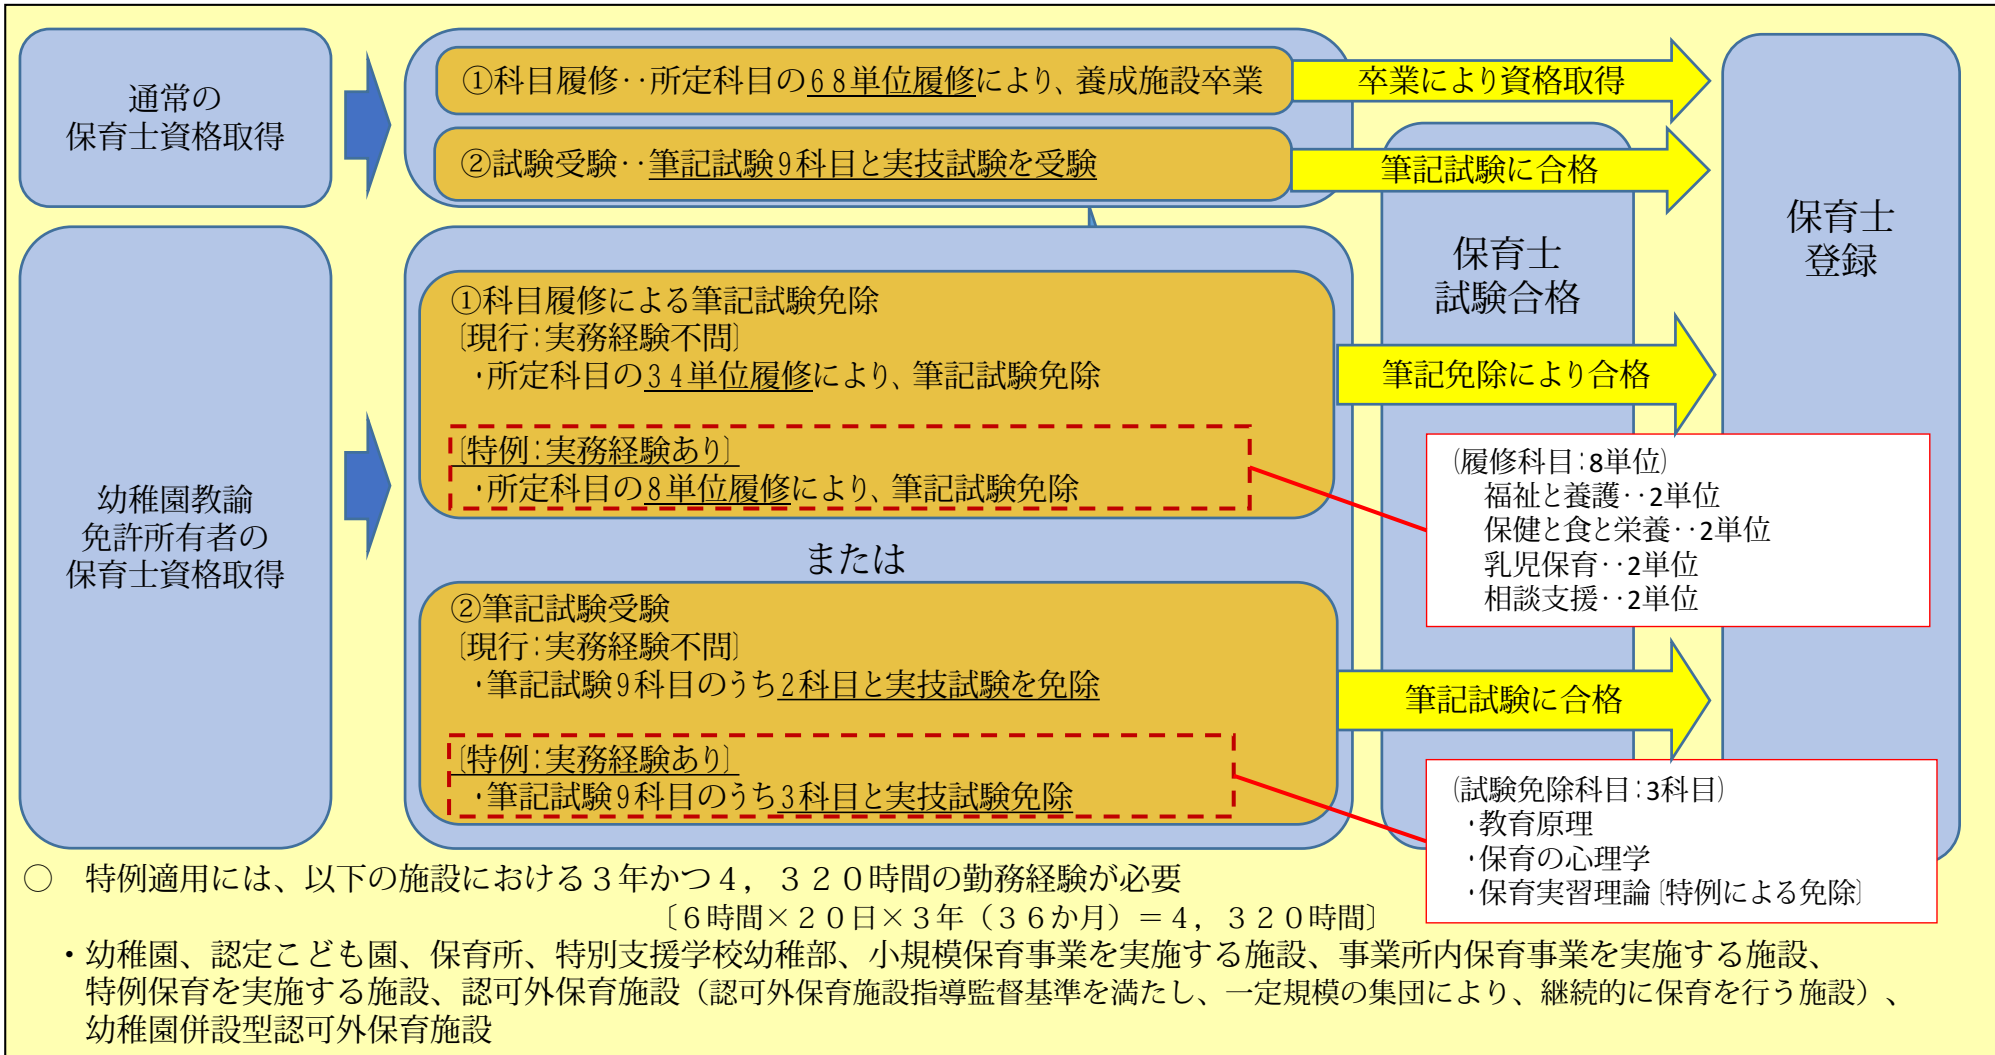 通常の
保育士資格取得
①科目履修‥所定科目の68単位履修により、養成施設卒業
卒業により資格取得
②試験受験‥筆記試験9科目と実技試験を受験
筆記試験に合格
保育士
試験合格
保育士
登録
幼稚園教諭
免許所有者の
保育士資格取得
①科目履修による筆記試験免除
〔現行:実務経験不問〕
・所定科目の34単位履修により、筆記試験免除
〔特例:実務経験あり〕
・所定科目の8単位履修により、筆記試験免除
筆記免除により合格
(履修科目:8単位)
福祉と養護‥2単位
保健と食と栄養‥2単位
乳児保育‥2単位
相談支援‥2単位
または
②筆記試験受験
〔現行:実務経験不問〕
・筆記試験9科目のうち2科目と実技試験を免除
〔特例:実務経験あり〕
・筆記試験9科目のうち3科目と実技試験免除
筆記試験に合格
(試験免除科目:3科目)
・教育原理
・保育の心理学
・保育実習理論〔特例による免除〕
○　特例適用には、以下の施設における３年かつ４，３２０時間の勤務経験が必要
〔６時間×２０日×３年（３６か月）＝４，３２０時間〕
・幼稚園、認定こども園、保育所、特別支援学校幼稚部、小規模保育事業を実施する施設、事業所内保育事業を実施する施設、
特例保育を実施する施設、認可外保育施設（認可外保育施設指導監督基準を満たし、一定規模の集団により、継続的に保育を行う施設）、
幼稚園併設型認可外保育施設